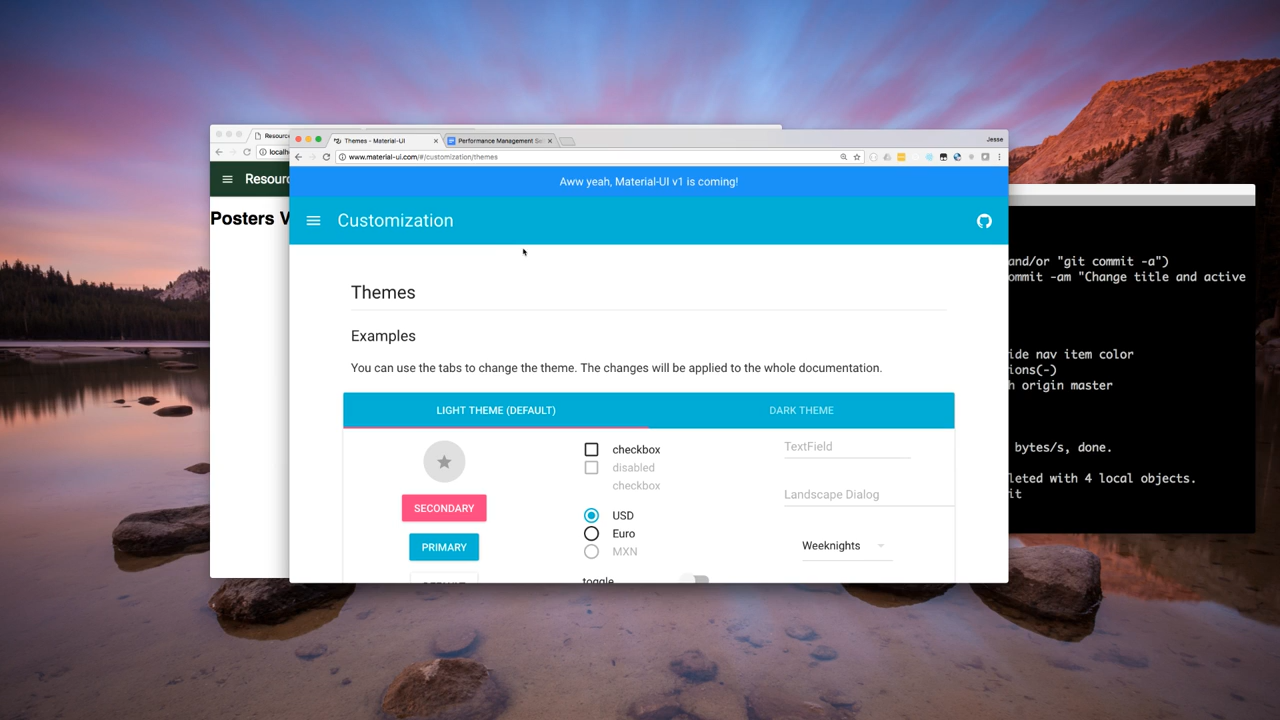 Resourc
localh
Resourc
Posters V
Themes - Material-UI
Performance Management Se
Jesse
www.material-ui.com/#/customization/themes
Aww yeah, Material-UI v1 is coming!
Customization
Themes
Examples
You can use the tabs to change the theme. The changes will be applied to the whole documentation.
LIGHT THEME (DEFAULT)
DARK THEME
SECONDARY
PRIMARY
checkbox
disabled
checkbox
USD
Euro
MXN
toggle
TextField
Landscape Dialog
Weeknights
and/or "git commit -a")
ommit -am "Change title and active
ide nav item color
ions(-)
h origin master
bytes/s, done.
leted with 4 local objects.
it